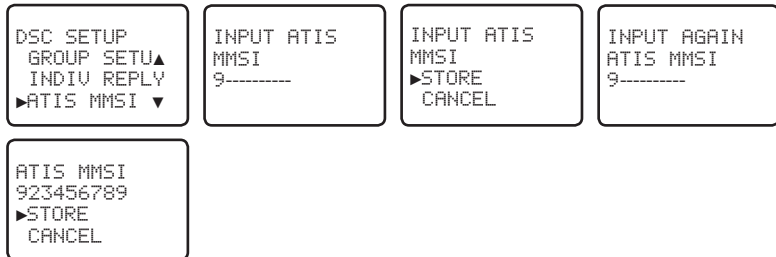 DSC SETUP
GROUP SETU▲
INDIV REPLY
►ATIS MMSI ▼
INPUT ATIS
MMSI
9----------
INPUT ATIS
MMSI
►STORE
CANCEL
INPUT AGAIN
ATIS MMSI
9----------
ATIS MMSI
923456789
►STORE
CANCEL